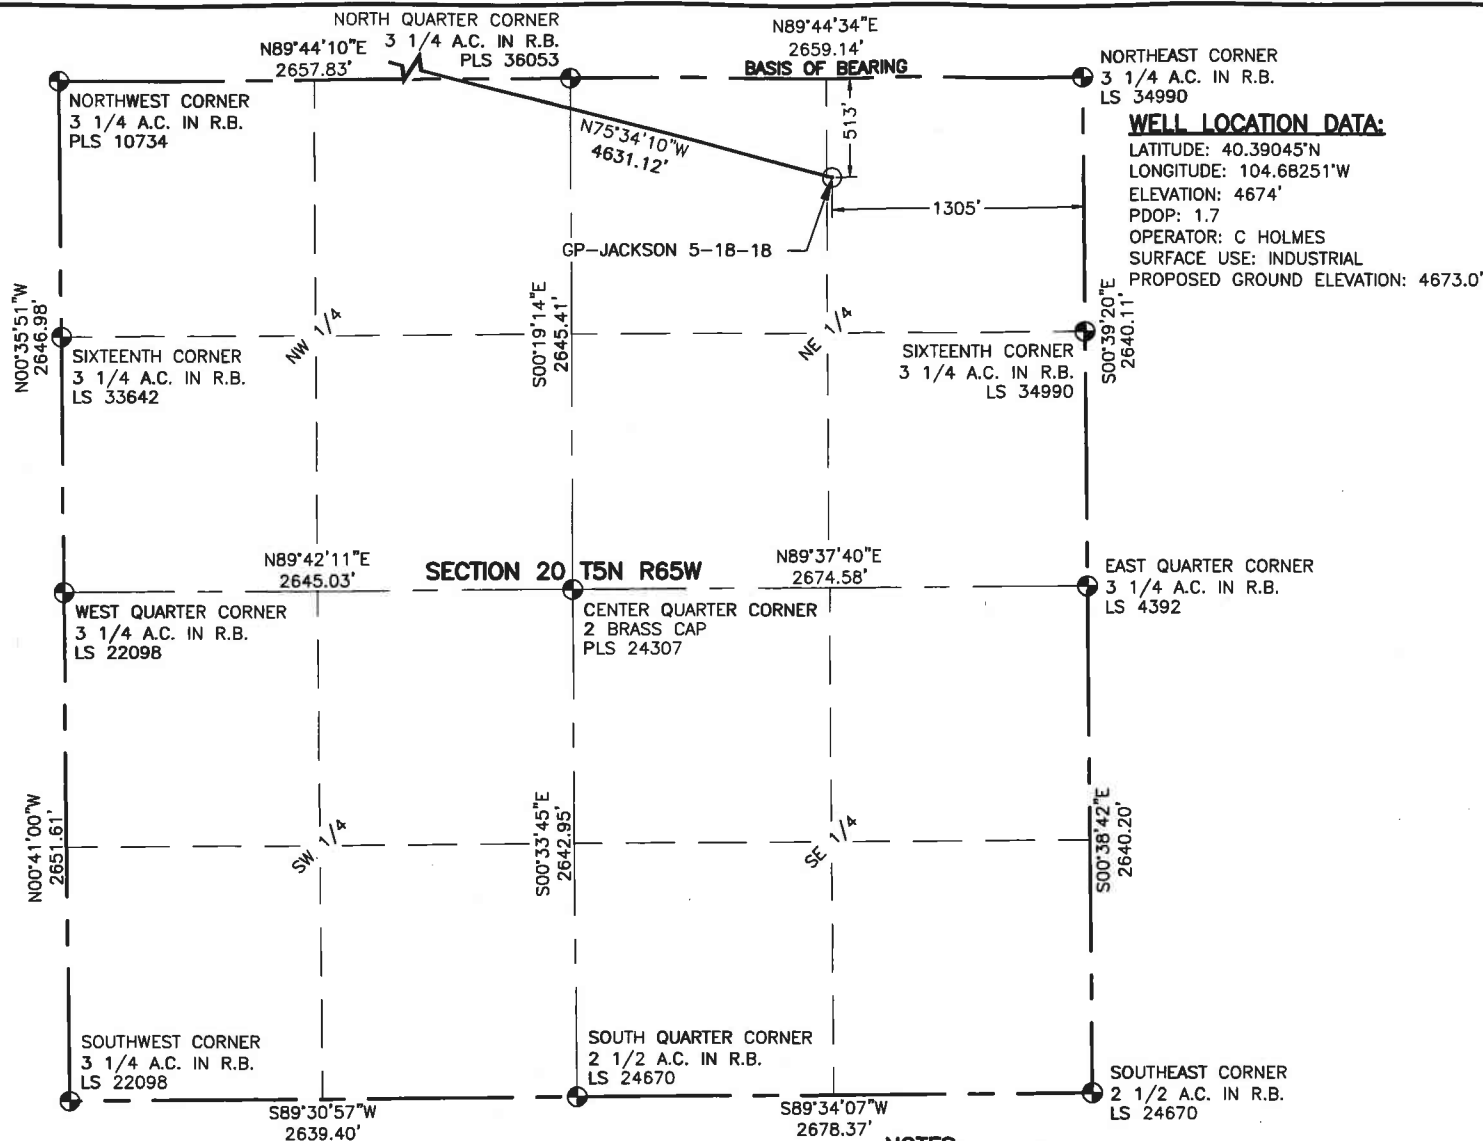 NORTH QUARTER CORNER
3 1/4 A.C. IN R.B.
PLS 36053
N89°44'10"E
2657.83'
N89°44'34"E
2659.14'
BASIS OF BEARING
NORTHEAST CORNER
3 1/4 A.C. IN R.B.
LS 34990
NORTHWEST CORNER
3 1/4 A.C. IN R.B.
PLS 10734
N75°34'10"W
4631.12'
513'
1305'
GP-JACKSON 5-18-18
WELL LOCATION DATA:
LATITUDE: 40.39045°N
LONGITUDE: 104.68251°W
ELEVATION: 4674'
PDOP: 1.7
OPERATOR: C HOLMES
SURFACE USE: INDUSTRIAL
PROPOSED GROUND ELEVATION: 4673.0'
N00°35'51"W
2646.98'
NW 1/4
S00°19'14"E
2645.41'
NE 1/4
S00°39'20"E
2640.11'
SIXTEENTH CORNER
3 1/4 A.C. IN R.B.
LS 33642
SIXTEENTH CORNER
3 1/4 A.C. IN R.B.
LS 34990
N89°42'11"E
2645.03'
SECTION 20 T5N R65W
N89°37'40"E
2674.58'
EAST QUARTER CORNER
3 1/4 A.C. IN R.B.
LS 4392
WEST QUARTER CORNER
3 1/4 A.C. IN R.B.
LS 22098
CENTER QUARTER CORNER
2 BRASS CAP
PLS 24307
N00°41'00"W
2651.61'
SW 1/4
S00°33'45"E
2642.95'
SE 1/4
S00°38'42"E
2640.20'
SOUTHWEST CORNER
3 1/4 A.C. IN R.B.
LS 22098
SOUTH QUARTER CORNER
2 1/2 A.C. IN R.B.
LS 24670
SOUTHEAST CORNER
2 1/2 A.C. IN R.B.
LS 24670
S89°30'57"W
2639.40'
S89°34'07"W
2678.37'
NOTES